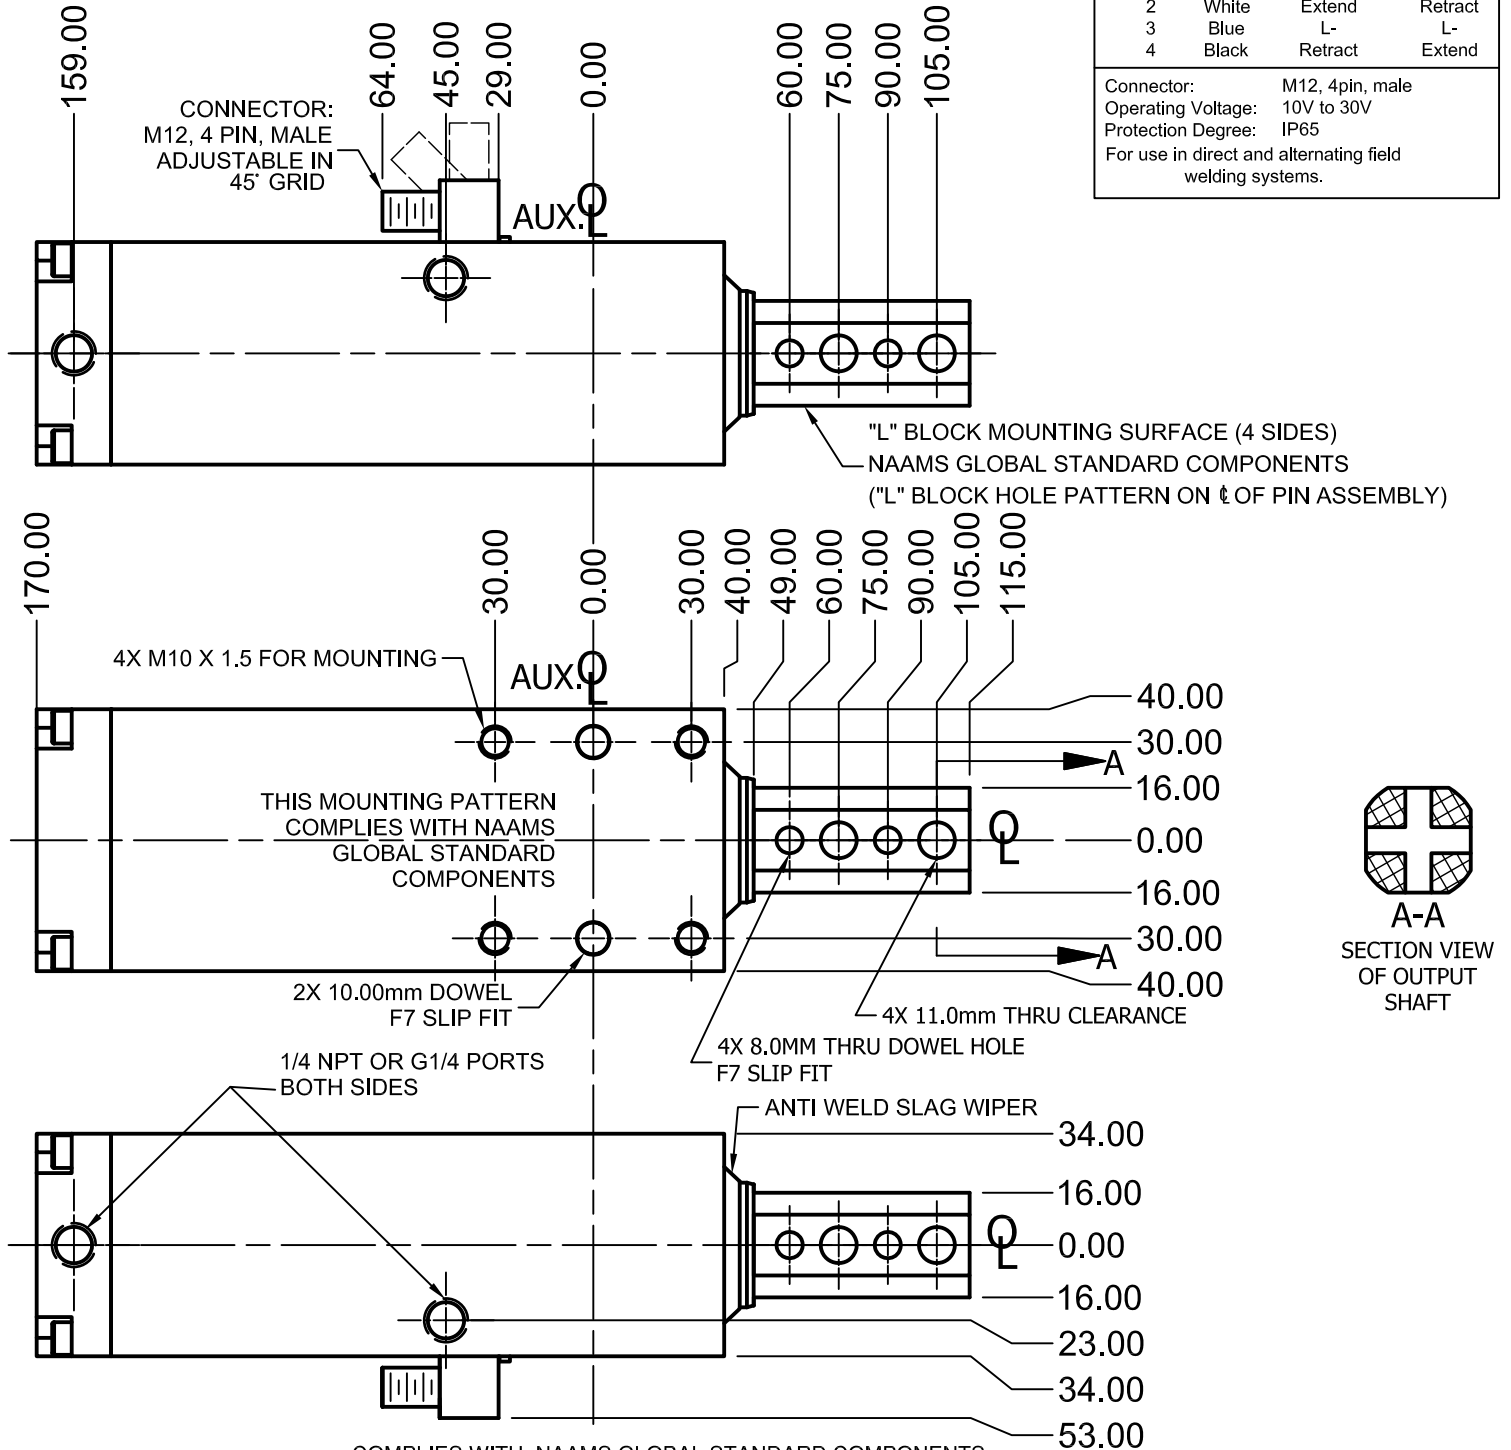 2 White Extend Retract
3 Blue L- L-
4 Black Retract Extend
Connector: M12, 4pin, male
Operating Voltage: 10V to 30V
Protection Degree: IP65
For use in direct and alternating field
welding systems.
159.00 64.00 45.00 29.00 0.00 60.00 75.00 90.00 105.00
CONNECTOR:
M12, 4 PIN, MALE
ADJUSTABLE IN
45° GRID
AUX. ℄
"L" BLOCK MOUNTING SURFACE (4 SIDES)
NAAMS GLOBAL STANDARD COMPONENTS
("L" BLOCK HOLE PATTERN ON ℄ OF PIN ASSEMBLY)
170.00 30.00 0.00 30.00 40.00 49.00 60.00 75.00 90.00 105.00 115.00
4X M10 X 1.5 FOR MOUNTING
AUX. ℄
40.00
30.00
A
16.00
THIS MOUNTING PATTERN
COMPLIES WITH NAAMS
GLOBAL STANDARD
COMPONENTS
℄
0.00
16.00
30.00
A
40.00
A-A
SECTION VIEW
OF OUTPUT
SHAFT
2X 10.00mm DOWEL
F7 SLIP FIT
4X 11.0mm THRU CLEARANCE
4X 8.0MM THRU DOWEL HOLE
F7 SLIP FIT
1/4 NPT OR G1/4 PORTS
BOTH SIDES
ANTI WELD SLAG WIPER
34.00
16.00
℄
0.00
16.00
23.00
34.00
53.00
COMPLIES WITH NAAMS GLOBAL STANDARD COMPONENTS